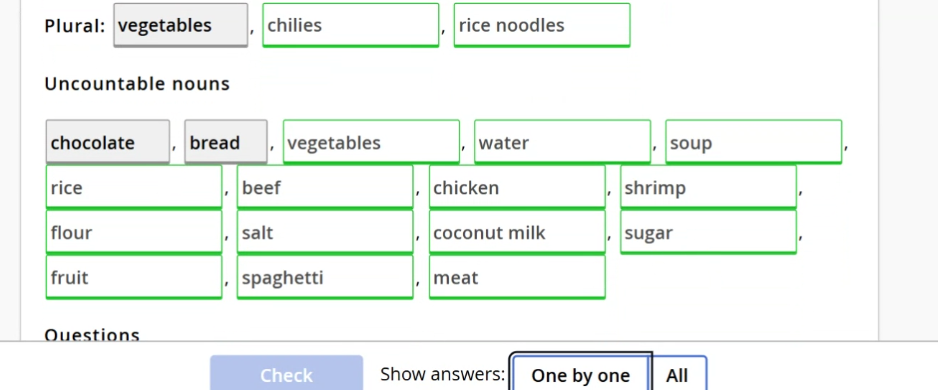 Plural: vegetables, chilies, rice noodles
Uncountable nouns
chocolate, bread, vegetables, water, soup,
rice, beef, chicken, shrimp,
flour, salt, coconut milk, sugar,
fruit, spaghetti, meat
Questions
Check Show answers: One by one All